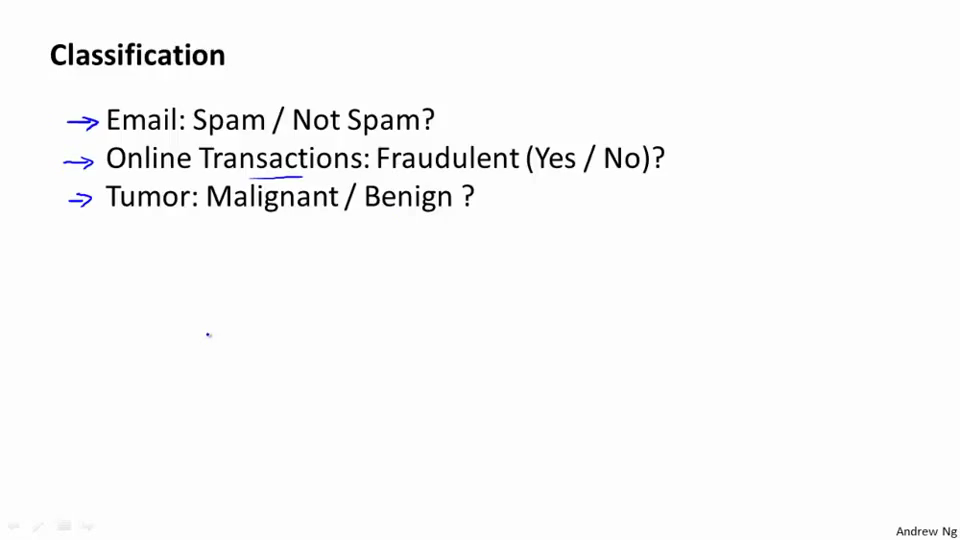 Classification
Email: Spam / Not Spam?
Online Transactions: Fraudulent (Yes / No)?
Tumor: Malignant / Benign ?
Andrew Ng